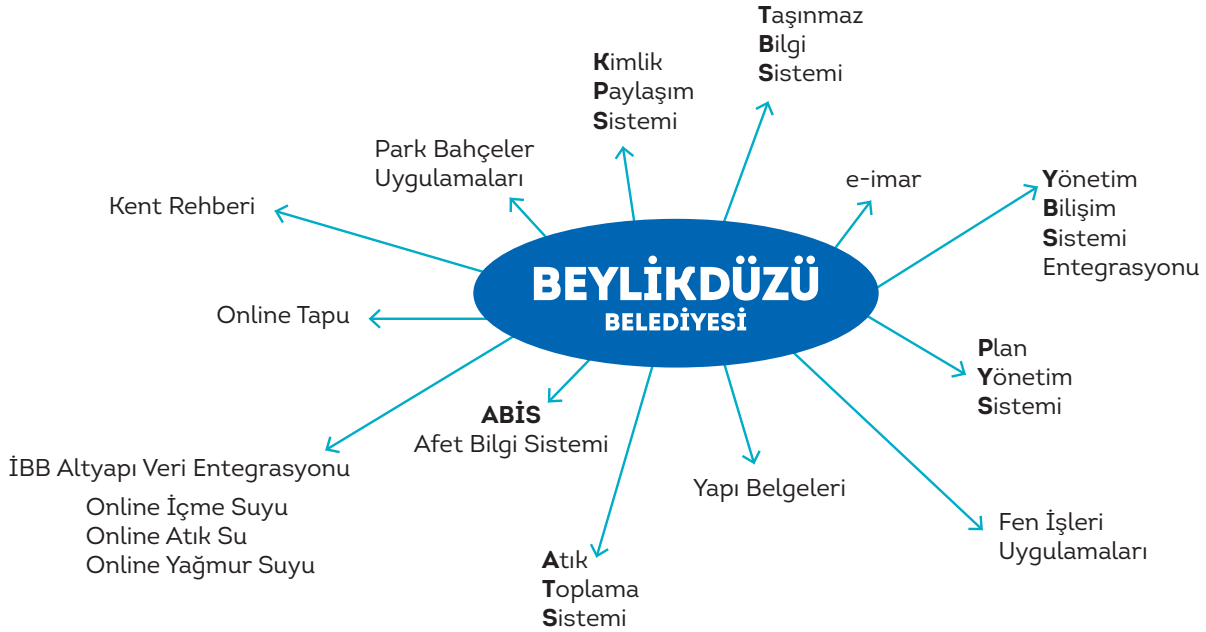 Taşınmaz
Bilgi
Sistemi
Kimlik
Paylaşım
Sistemi
Park Bahçeler
Uygulamaları
e-imar
Yönetim
Bilişim
Sistemi
Entegrasyonu
Kent Rehberi
BEYLİKDÜZÜ
BELEDİYESİ
Online Tapu
Plan
Yönetim
Sistemi
ABİS
Afet Bilgi Sistemi
İBB Altyapı Veri Entegrasyonu
Online İçme Suyu
Online Atık Su
Online Yağmur Suyu
Yapı Belgeleri
Fen İşleri
Uygulamaları
Atık
Toplama
Sistemi